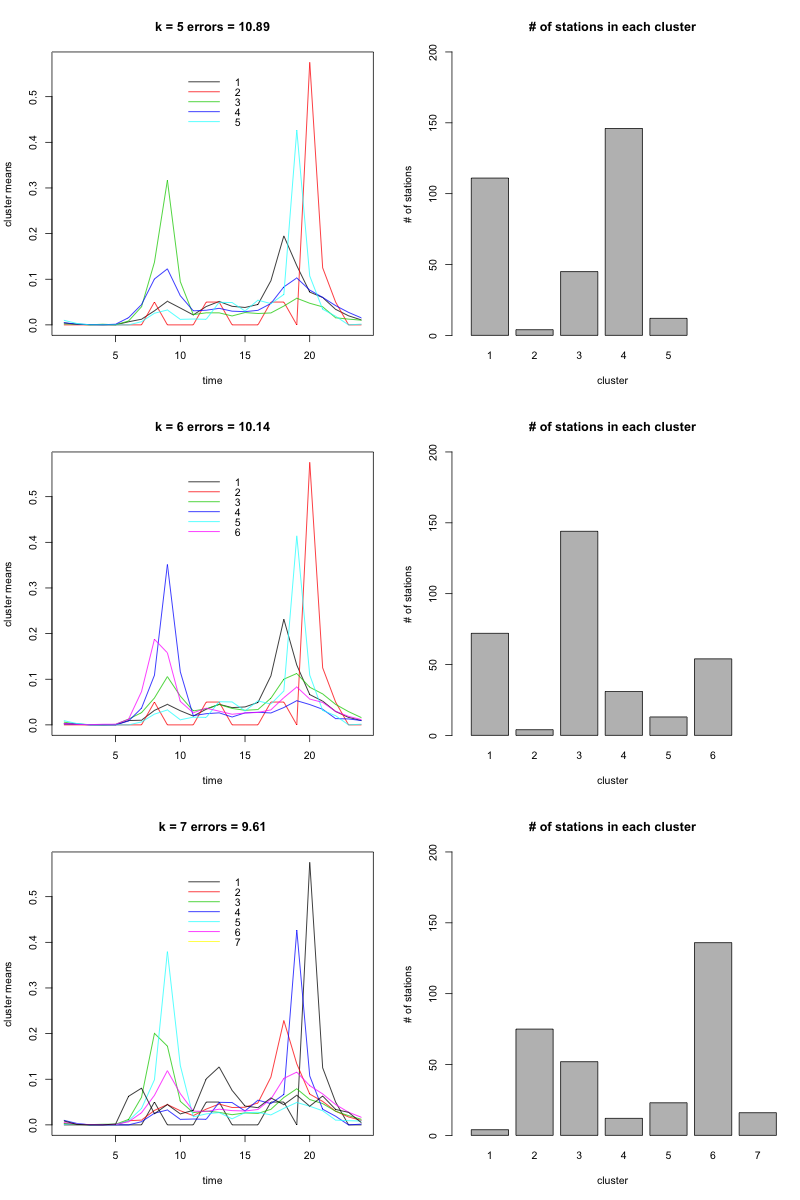 k = 5 errors = 10.89
# of stations in each cluster
cluster means
0.0 0.1 0.2 0.3 0.4 0.5
1
2
3
4
5
5 10 15 20
time
# of stations
0 50 100 150 200
1 2 3 4 5
cluster
k = 6 errors = 10.14
# of stations in each cluster
cluster means
0.0 0.1 0.2 0.3 0.4 0.5
1
2
3
4
5
6
5 10 15 20
time
# of stations
0 50 100 150 200
1 2 3 4 5 6
cluster
k = 7 errors = 9.61
# of stations in each cluster
cluster means
0.0 0.1 0.2 0.3 0.4 0.5
1
2
3
4
5
6
7
5 10 15 20
time
# of stations
0 50 100 150 200
1 2 3 4 5 6 7
cluster